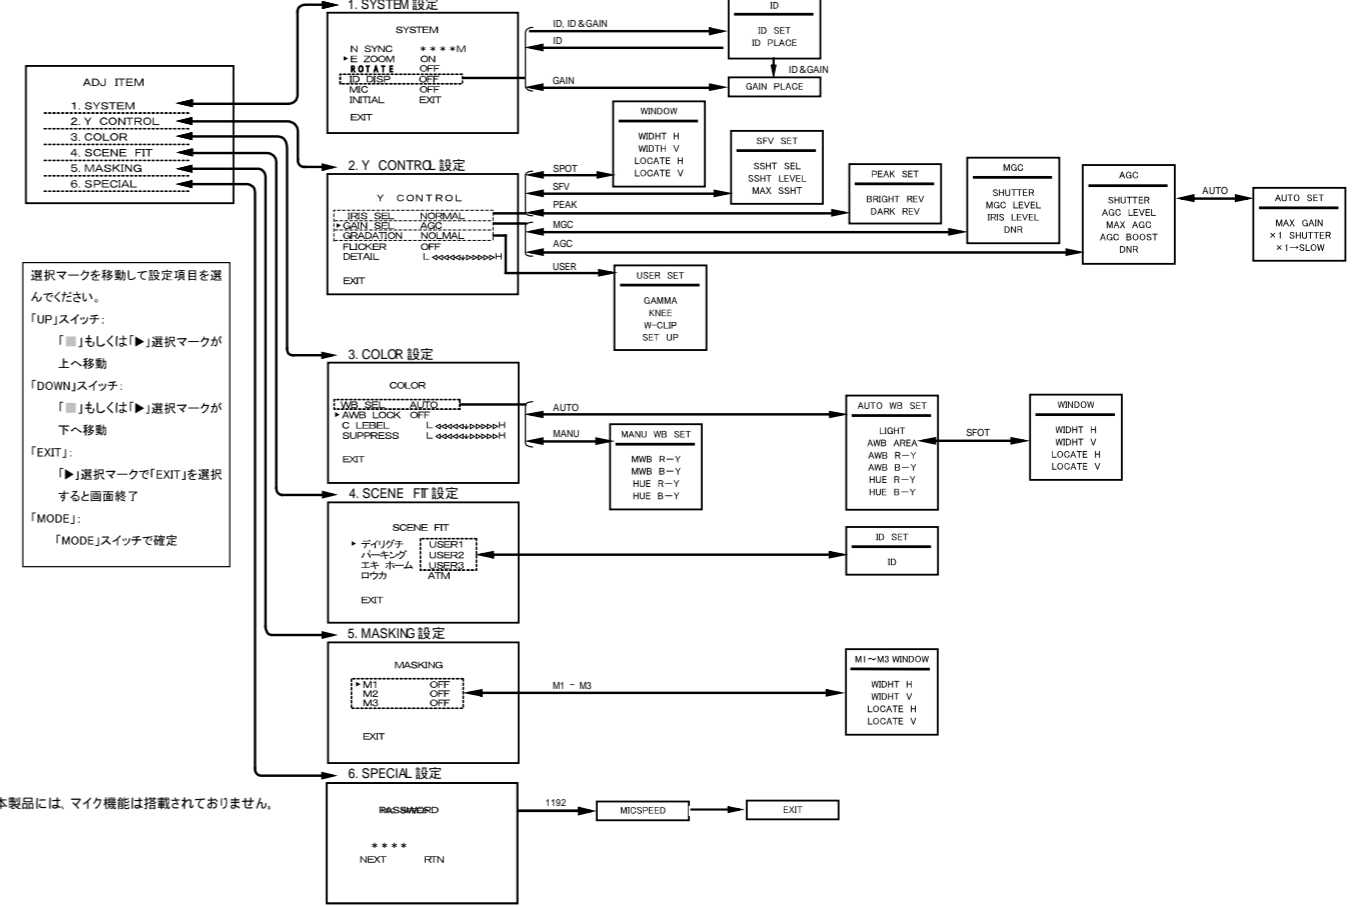 ADJ ITEM
1. SYSTEM
2. Y CONTROL
3. COLOR
4. SCENE FIT
5. MASKING
6. SPECIAL
選択マークを移動して設定項目を選
んでください。
「UP」スイッチ:
「■」もしくは「▶」選択マークが
上へ移動
「DOWN」スイッチ:
「■」もしくは「▶」選択マークが
下へ移動
「EXIT」:
「▶」選択マークで「EXIT」を選択
すると画面終了
「MODE」:
「MODE」スイッチで確定
本製品には、マイク機能は搭載されておりません。
1. SYSTEM 設定
SYSTEM
N SYNC ****M
▶E ZOOM ON
ROTATE OFF
ID DISP OFF
MIC OFF
INITIAL EXIT
EXIT
ID, ID&GAIN
ID
GAIN
ID
ID SET
ID PLACE
ID&GAIN
GAIN PLACE
2. Y CONTROL 設定
Y CONTROL
IRIS SEL NORMAL
▶GAIN SEL AGC
GRADATION NOLMAL
FLICKER OFF
DETAIL L ◁◁◁◁◁+▷▷▷▷▷H
EXIT
SPOT
SFV
PEAK
MGC
AGC
USER
WINDOW
WIDHT H
WIDTH V
LOCATE H
LOCATE V
SFV SET
SSHT SEL
SSHT LEVEL
MAX SSHT
PEAK SET
BRIGHT REV
DARK REV
MGC
SHUTTER
MGC LEVEL
IRIS LEVEL
DNR
AGC
SHUTTER
AGC LEVEL
MAX AGC
AGC BOOST
DNR
AUTO
AUTO SET
MAX GAIN
×1 SHUTTER
×1→SLOW
USER SET
GAMMA
KNEE
W-CLIP
SET UP
3. COLOR 設定
COLOR
WB SEL AUTO
▶AWB LOCK OFF
C LEBEL L ◁◁◁◁◁+▷▷▷▷▷H
SUPPRESS L ◁◁◁◁◁+▷▷▷▷▷H
EXIT
AUTO
MANU
MANU WB SET
MWB R-Y
MWB B-Y
HUE R-Y
HUE B-Y
AUTO WB SET
LIGHT
AWB AREA
AWB R-Y
AWB B-Y
HUE R-Y
HUE B-Y
SFOT
WINDOW
WIDHT H
WIDHT V
LOCATE H
LOCATE V
4. SCENE FIT 設定
SCENE FIT
▶デイリグチ USER1
パーキング USER2
エキ ホーム USER3
ロウカ ATM
EXIT
ID SET
ID
5. MASKING 設定
MASKING
▶M1 OFF
M2 OFF
M3 OFF
EXIT
M1 - M3
M1~M3 WINDOW
WIDHT H
WIDHT V
LOCATE H
LOCATE V
6. SPECIAL 設定
PASSWORD
****
NEXT RTN
1192
MICSPEED
EXIT